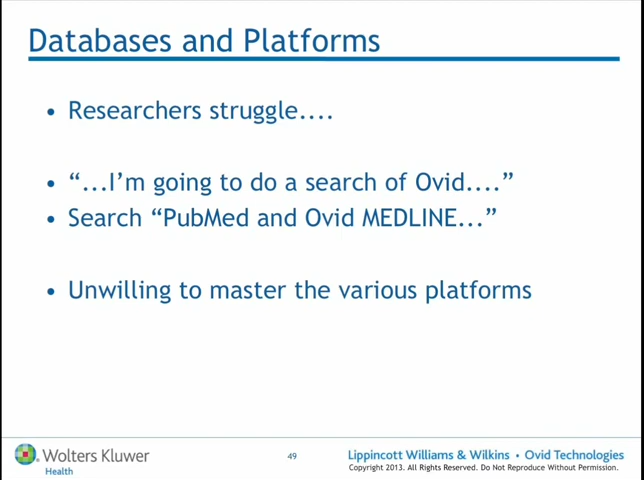 Databases and Platforms
• Researchers struggle....
• “...I’m going to do a search of Ovid....”
• Search “PubMed and Ovid MEDLINE...”
• Unwilling to master the various platforms
Wolters Kluwer
Health
49
Lippincott Williams & Wilkins • Ovid Technologies
Copyright 2013. All Rights Reserved. Do Not Reproduce Without Permission.